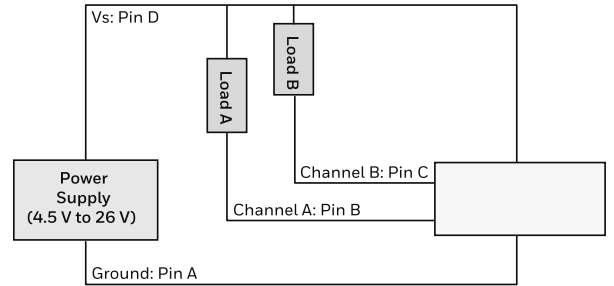 Vs: Pin D
Load A
Load B
Channel B: Pin C
Power
Supply
(4.5 V to 26 V)
Channel A: Pin B
Ground: Pin A